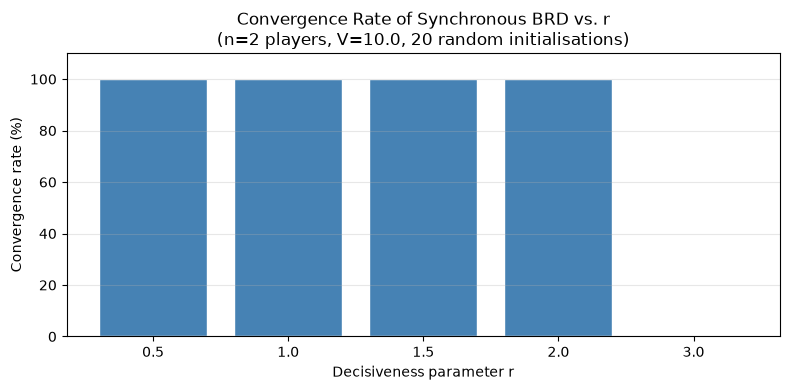 Convergence Rate of Synchronous BRD vs. r
(n=2 players, V=10.0, 20 random initialisations)
Convergence rate (%)
100
80
60
40
20
0
0.5 1.0 1.5 2.0 3.0
Decisiveness parameter r